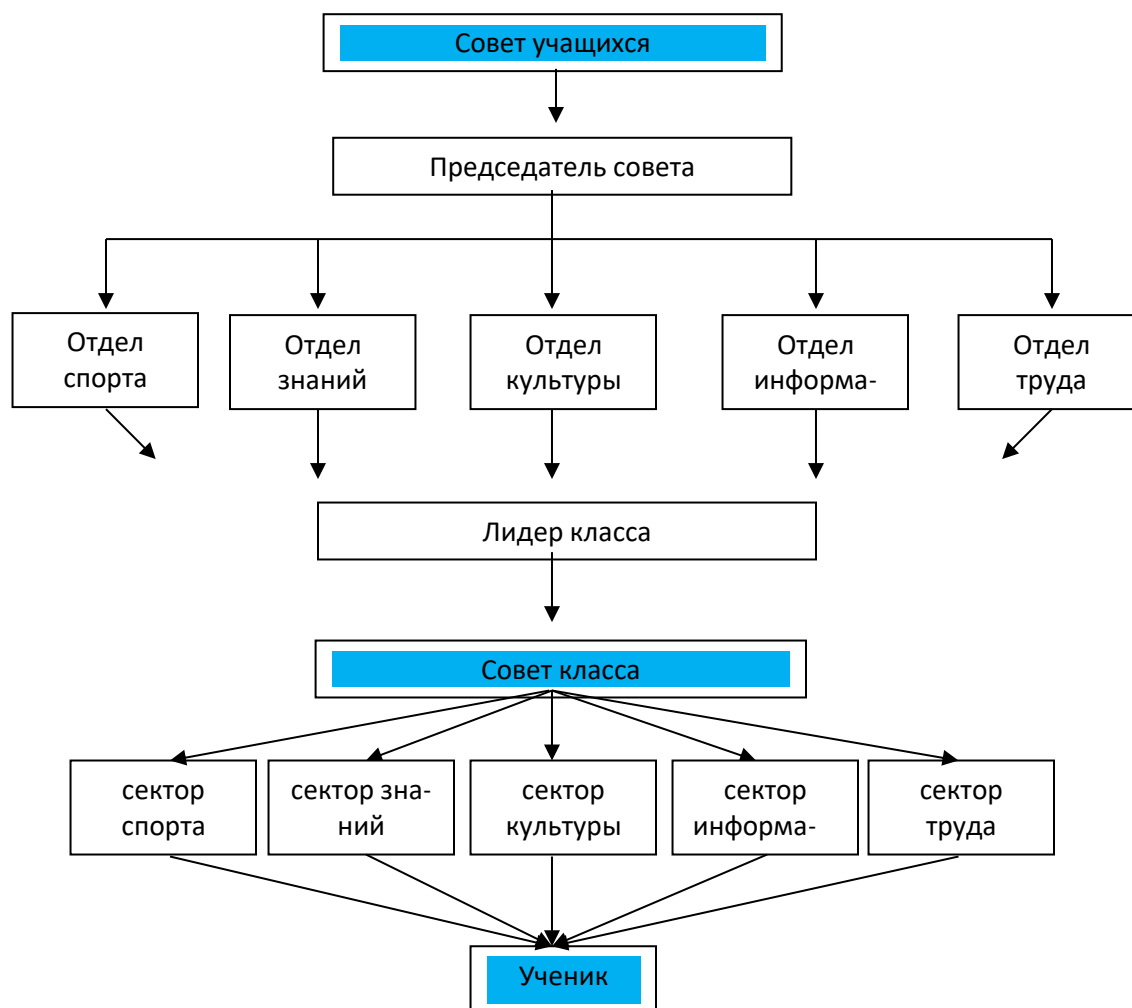 Совет учащихся
Председатель совета
Отдел
спорта
Отдел
знаний
Отдел
культуры
Отдел
информа-
Отдел
труда
Лидер класса
Совет класса
сектор
спорта
сектор зна-
ний
сектор
культуры
сектор
информа-
сектор
труда
Ученик